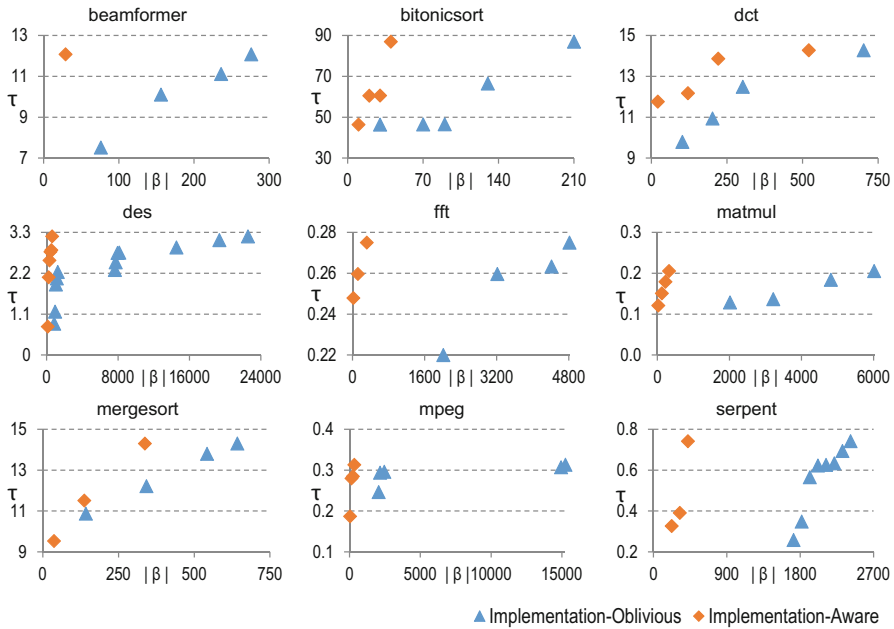 beamformer
13
11
τ
9
7
0 100 |β| 200 300
bitonicsort
90
70
τ
50
30
0 70 |β| 140 210
dct
15
13
τ
11
9
0 250 |β| 500 750
des
3.3
2.2
τ
1.1
0
0 8000 |β| 16000 24000
fft
0.28
0.26
τ
0.24
0.22
0 1600 |β| 3200 4800
matmul
0.3
0.2
τ
0.1
0.0
0 2000 |β| 4000 6000
mergesort
15
13
τ
11
9
0 250 |β| 500 750
mpeg
0.4
0.3
τ
0.2
0.1
0 5000 |β| 10000 15000
serpent
0.8
0.6
τ
0.4
0.2
0 900 |β| 1800 2700
Implementation-Oblivious Implementation-Aware